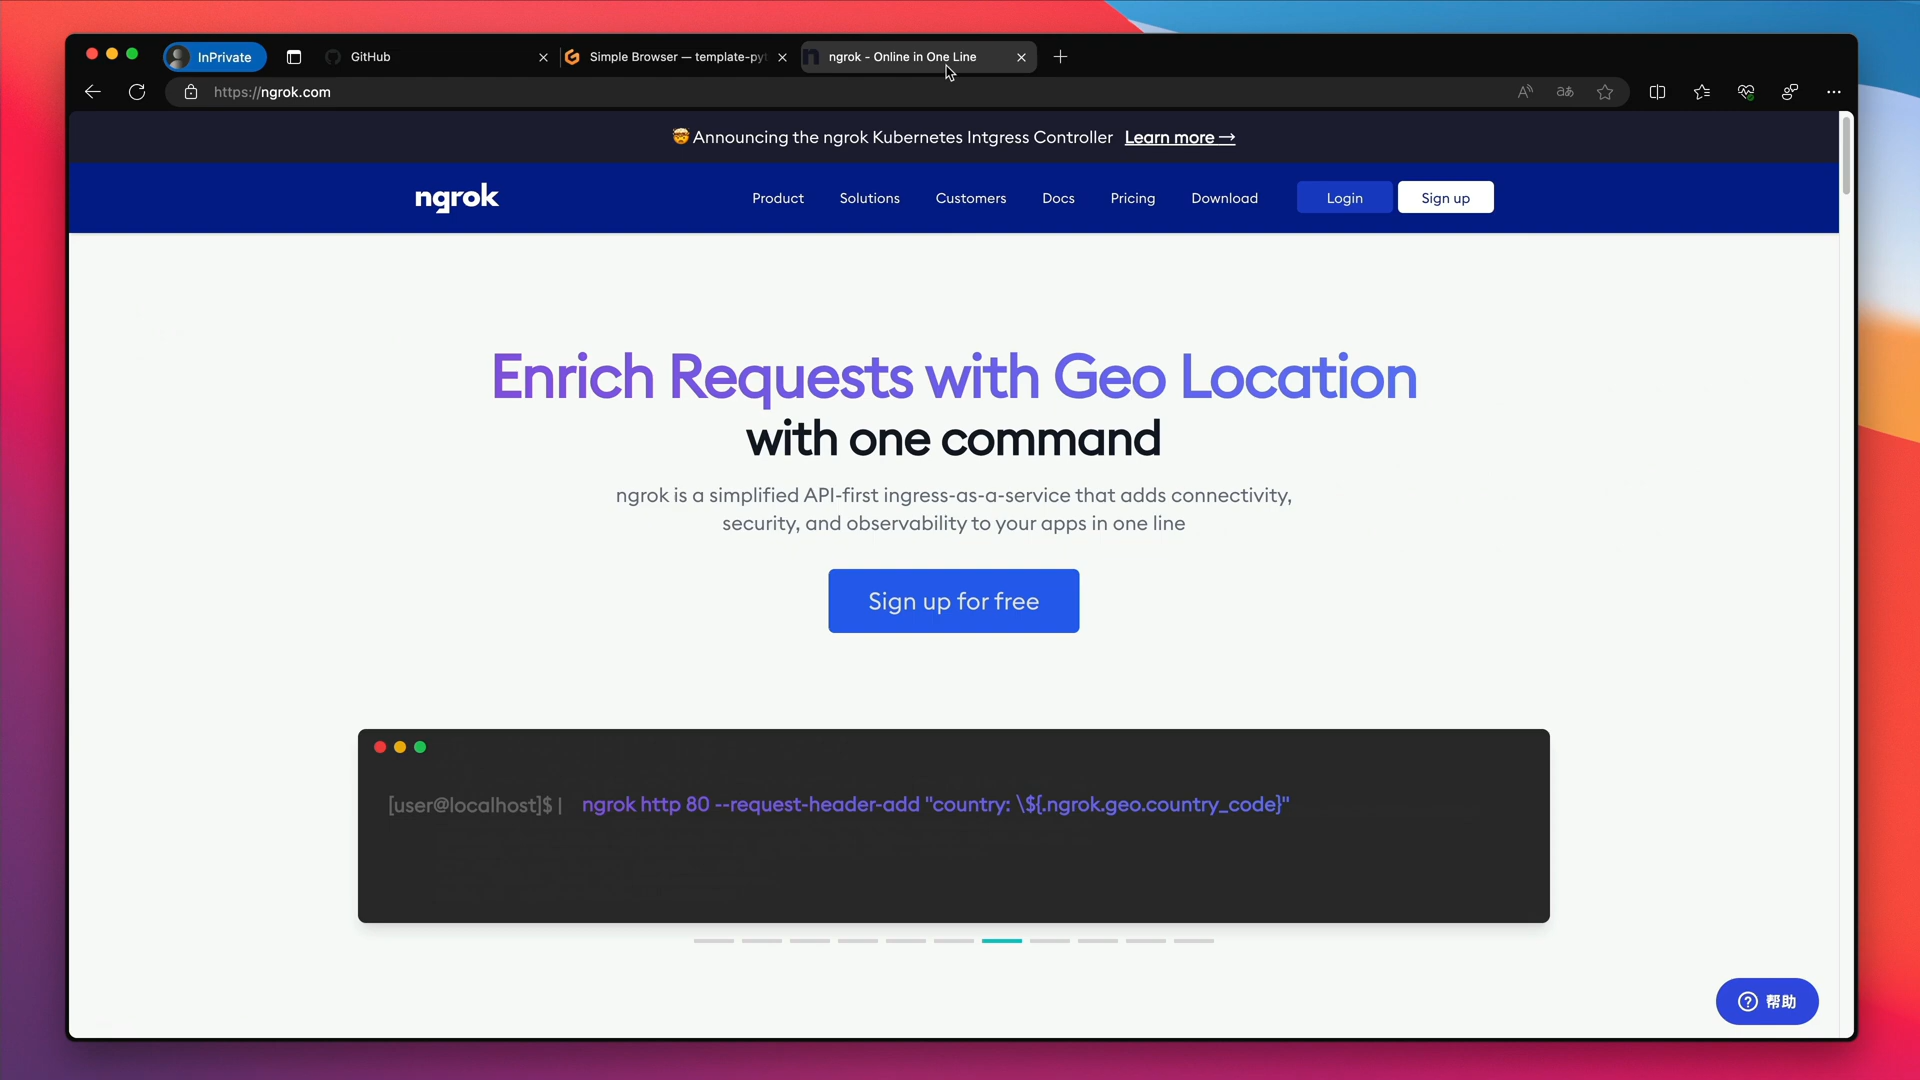 InPrivate
GitHub
Simple Browser — template-pyt
ngrok - Online in One Line
https://ngrok.com
🤯 Announcing the ngrok Kubernetes Intgress Controller Learn more →
ngrok
Product
Solutions
Customers
Docs
Pricing
Download
Login
Sign up
Enrich Requests with Geo Location
with one command
ngrok is a simplified API-first ingress-as-a-service that adds connectivity,
security, and observability to your apps in one line
Sign up for free
[user@localhost]$ | ngrok http 80 --request-header-add "country: \${.ngrok.geo.country_code}"
帮助